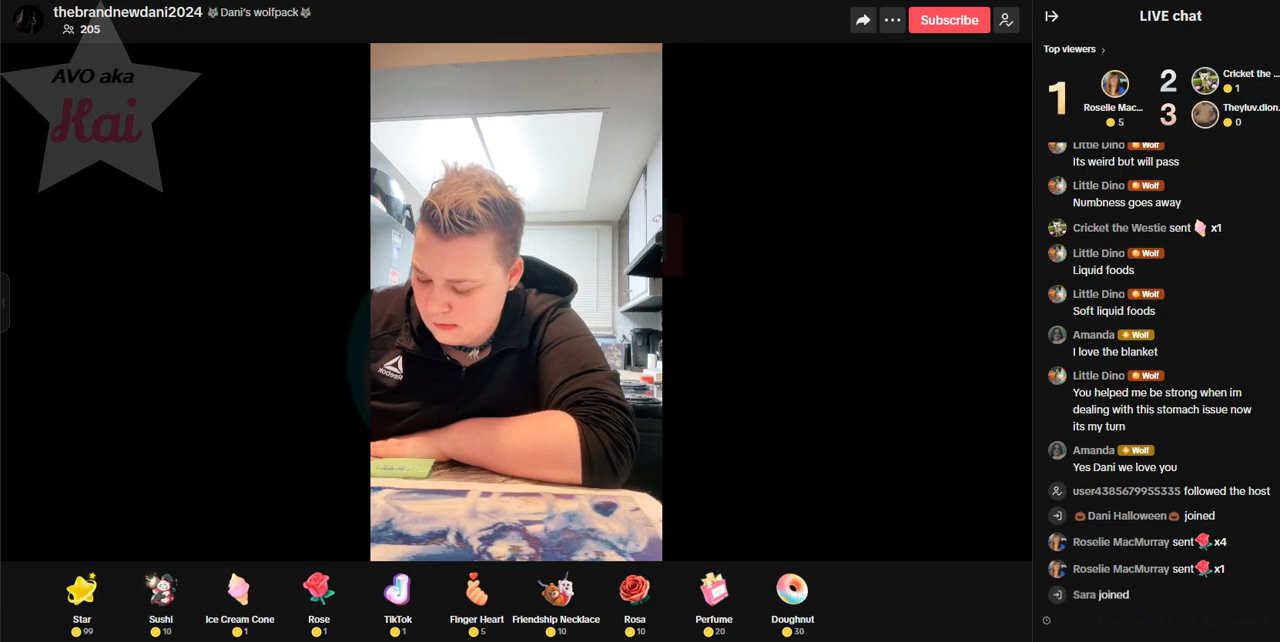 thebrandnewdani2024 🐺Dani's wolfpack🐺
205
Subscribe
AVO aka
Kai
Reebok
LIVE chat
Top viewers
1
Roselie Mac...
5
2
Cricket the ...
1
3
Theyluv.dion.
0
Little Dino Wolf
Its weird but will pass
Little Dino Wolf
Numbness goes away
Cricket the Westie sent x1
Little Dino Wolf
Liquid foods
Little Dino Wolf
Soft liquid foods
Amanda Wolf
I love the blanket
Little Dino Wolf
You helped me be strong when im
dealing with this stomach issue now
its my turn
Amanda Wolf
Yes Dani we love you
user4385679955335 followed the host
🎃Dani Halloween🎃 joined
Roselie MacMurray sent x4
Roselie MacMurray sent x1
Sara joined
Star
99
Sushi
10
Ice Cream Cone
1
Rose
1
TikTok
1
Finger Heart
5
Friendship Necklace
10
Rosa
10
Perfume
20
Doughnut
30